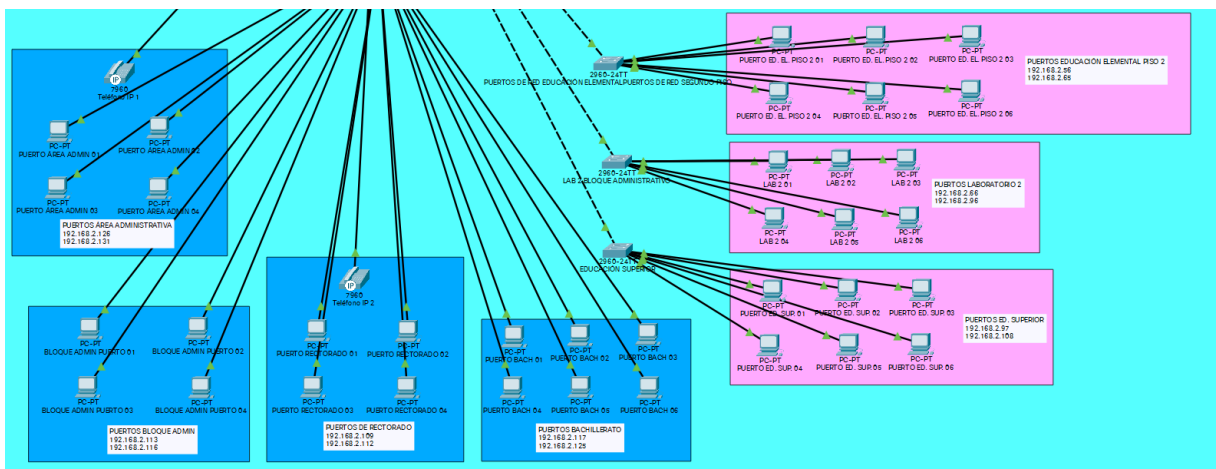 7960
Teléfono IP 1
PC-PT
PUERTO ÁREA ADMIN 01
PC-PT
PUERTO ÁREA ADMIN 02
PC-PT
PUERTO ÁREA ADMIN 03
PC-PT
PUERTO ÁREA ADMIN 04
PUERTOS ÁREA ADMINISTRATIVA
192.168.2.126
192.168.2.131
PC-PT
BLOQUE ADMIN PUERTO 01
PC-PT
BLOQUE ADMIN PUERTO 02
PC-PT
BLOQUE ADMIN PUERTO 03
PC-PT
BLOQUE ADMIN PUERTO 04
PUERTOS BLOQUE ADMIN
192.168.2.113
192.168.2.116
IP
7960
Teléfono IP 2
PC-PT
PUERTO RECTORADO 01
PC-PT
PUERTO RECTORADO 02
PC-PT
PUERTO RECTORADO 03
PC-PT
PUERTO RECTORADO 04
PUERTOS DE RECTORADO
192.168.2.109
192.168.2.112
PC-PT
PUERTO BACH 01
PC-PT
PUERTO BACH 02
PC-PT
PUERTO BACH 03
PC-PT
PUERTO BACH 04
PC-PT
PUERTO BACH 05
PC-PT
PUERTO BACH 06
PUERTOS BACHILLERATO
192.168.2.117
192.168.2.125
2960-24TT
PUERTOS DE RED EDUCACIÓN ELEMENTALPUERTOS DE RED SEGUNDO PISO
PC-PT
PUERTO ED. EL. PISO 2 01
PC-PT
PUERTO ED. EL. PISO 2 02
PC-PT
PUERTO ED. EL. PISO 2 03
PC-PT
PUERTO ED. EL. PISO 2 04
PC-PT
PUERTO ED. EL. PISO 2 05
PC-PT
PUERTO ED. EL. PISO 2 06
PUERTOS EDUCACIÓN ELEMENTAL PISO 2
192.168.2.56
192.168.2.65
2960-24TT
LAB 2 BLOQUE ADMINISTRATIVO
PC-PT
LAB 2 01
PC-PT
LAB 2 02
PC-PT
LAB 2 03
PC-PT
LAB 2 04
PC-PT
LAB 2 05
PC-PT
LAB 2 06
PUERTOS LABORATORIO 2
192.168.2.66
192.168.2.96
2960-24TT
EDUCACIÓN SUPERIOR
PC-PT
PUERTO ED. SUP. 01
PC-PT
PUERTO ED. SUP. 02
PC-PT
PUERTO ED. SUP. 03
PC-PT
PUERTO ED. SUP. 04
PC-PT
PUERTO ED. SUP. 05
PC-PT
PUERTO ED. SUP. 06
PUERTOS ED. SUPERIOR
192.168.2.97
192.168.2.108